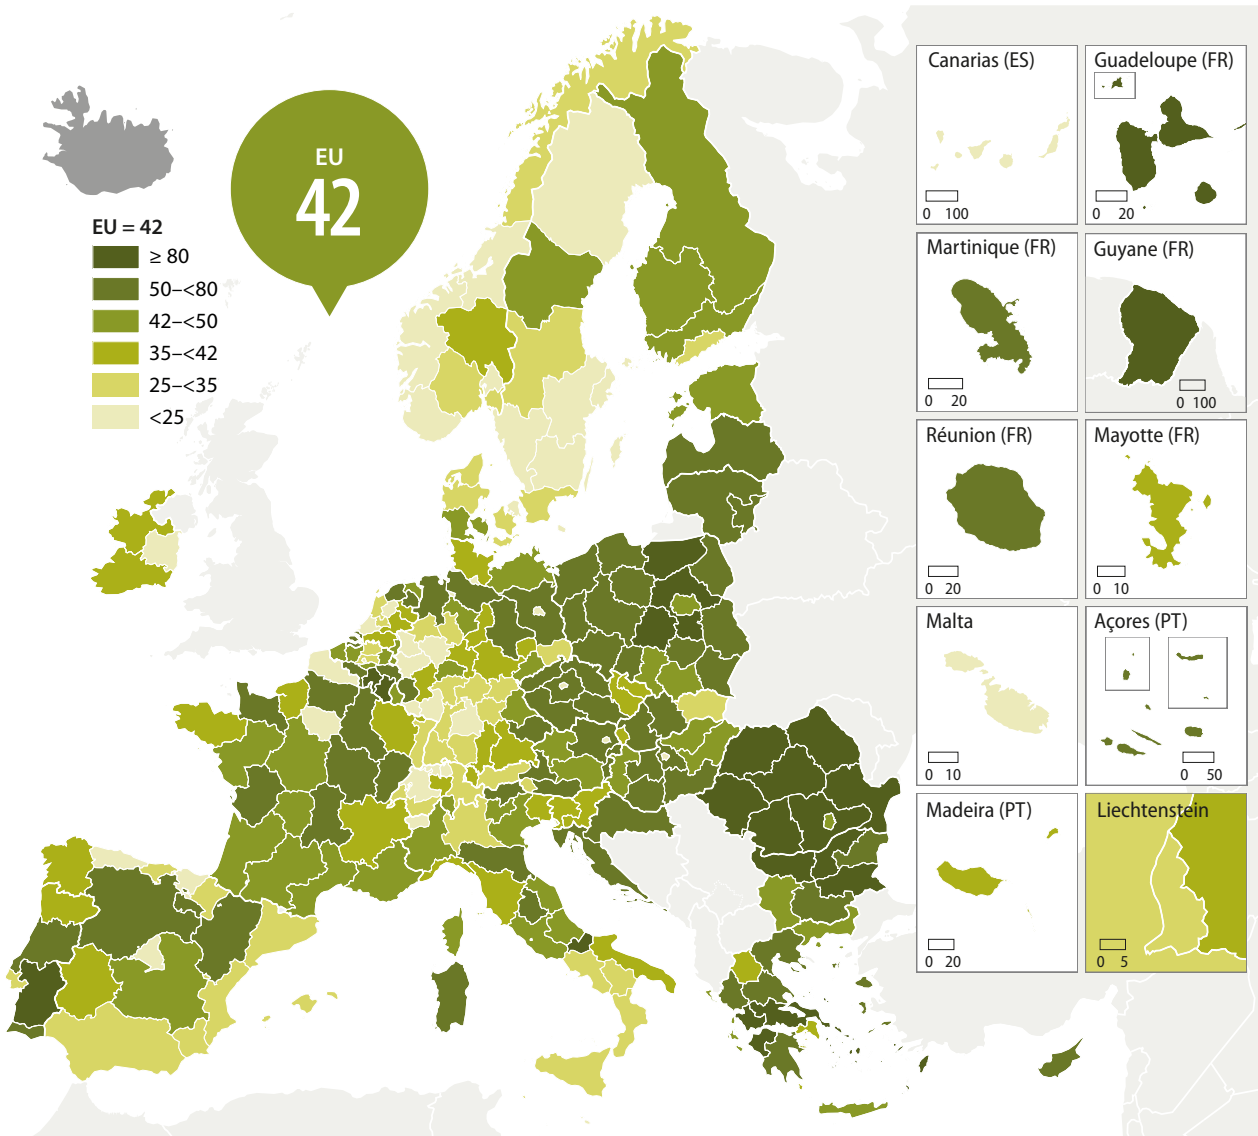 EU
42
EU = 42
≥ 80
50–<80
42–<50
35–<42
25–<35
<25
Canarias (ES)
0 100
Guadeloupe (FR)
0 20
Martinique (FR)
0 20
Guyane (FR)
0 100
Réunion (FR)
0 20
Mayotte (FR)
0 10
Malta
0 10
Açores (PT)
0 50
Madeira (PT)
0 20
Liechtenstein
0 5